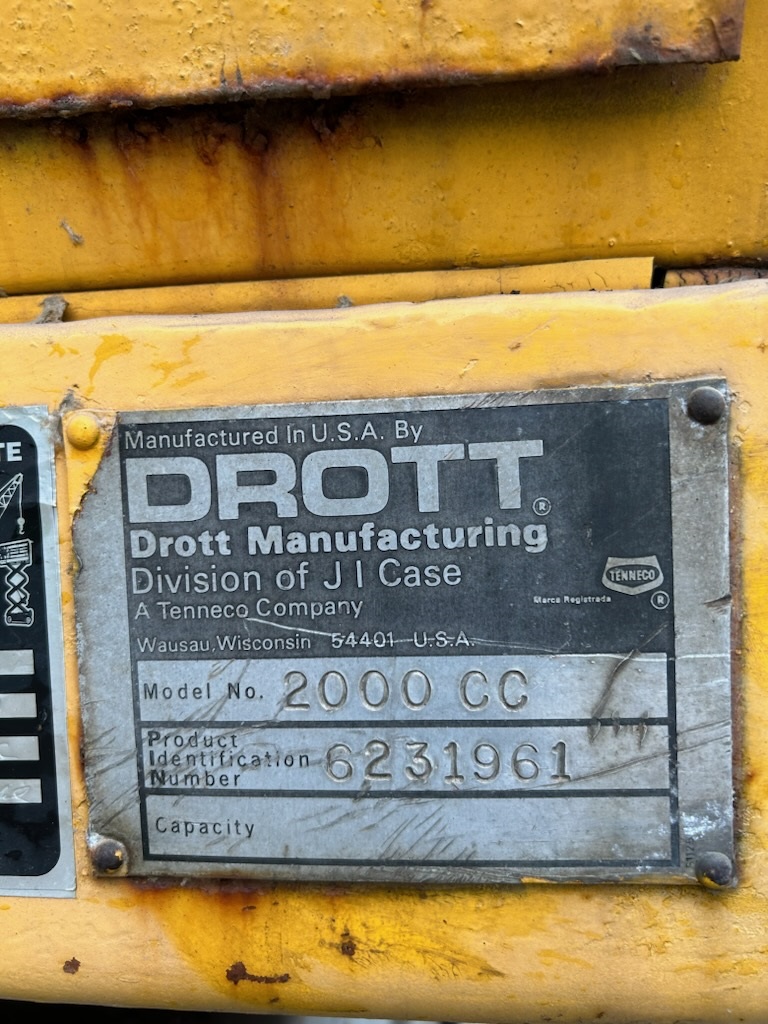 TE
Manufactured In U.S.A. By
DROTT®
Drott Manufacturing
Division of J I Case
A Tenneco Company
TENNECO
Marca Registrada ®
Wausau, Wisconsin 54401 U.S.A.
Model No. 2000 CC
Product
Identification
Number 6231961
Capacity